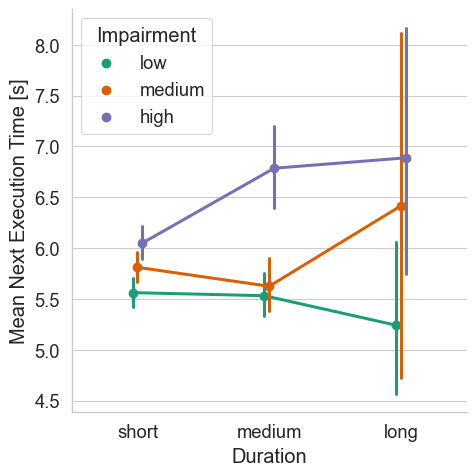 Impairment
low
medium
high
Mean Next Execution Time [s]
8.0
7.5
7.0
6.5
6.0
5.5
5.0
4.5
short
medium
long
Duration